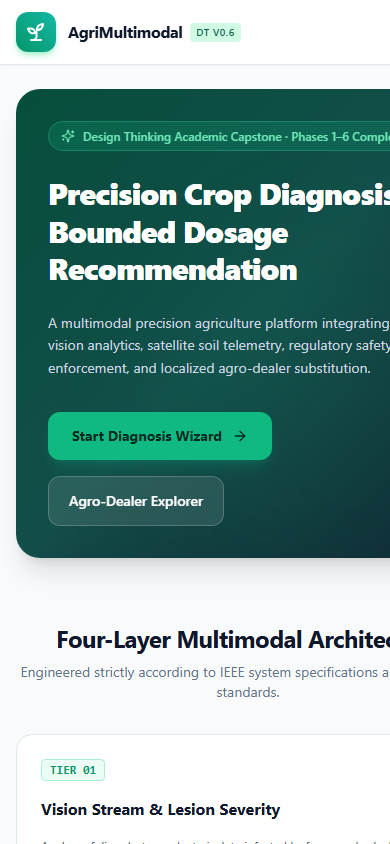 AgriMultimodal DT V0.6
Design Thinking Academic Capstone · Phases 1–6
Precision Crop
Bounded Dosage
Recommendation
A multimodal precision agriculture platform integrating
vision analytics, satellite soil telemetry, regulatory safety
enforcement, and localized agro-dealer substitution.
Start Diagnosis Wizard
Agro-Dealer Explorer
Four-Layer Multimodal
Engineered strictly according to IEEE system specifications
standards.
TIER 01
Vision Stream & Lesion Severity